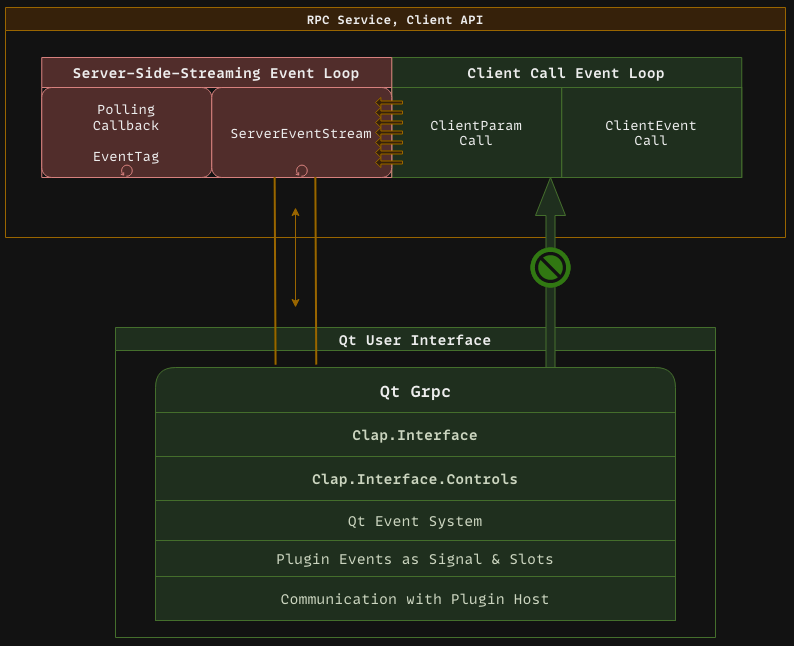 RPC Service, Client API
Server-Side-Streaming Event Loop
Client Call Event Loop
Polling
Callback
EventTag
ServerEventStream
ClientParam
Call
ClientEvent
Call
Qt User Interface
Qt Grpc
Clap.Interface
Clap.Interface.Controls
Qt Event System
Plugin Events as Signal & Slots
Communication with Plugin Host